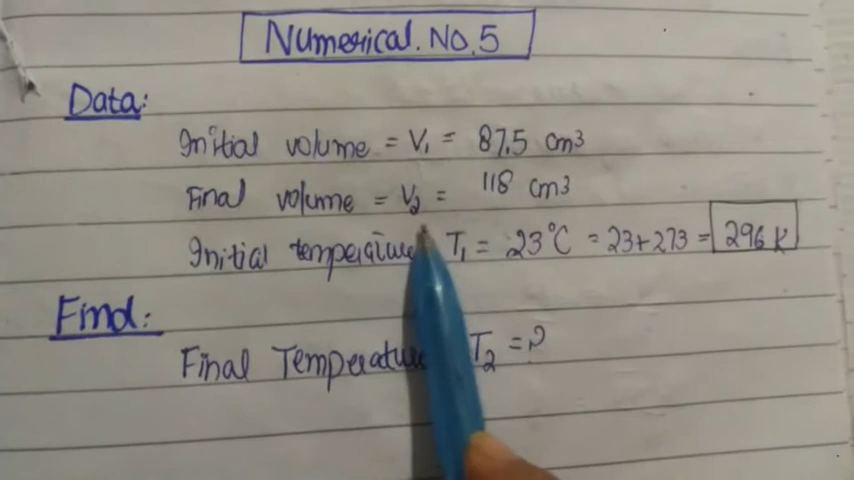 Numerical. No.5
Data:
Initial volume = V₁ = 87.5 cm³
Final volume = V₂ = 118 cm³
Initial temperature T₁ = 23°C = 23+273 = 296 K
Find:
Final Temperature T₂ = ?